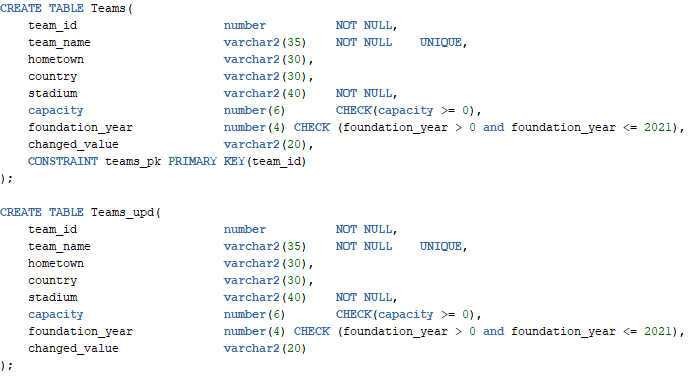 CREATE TABLE Teams(
team_id number NOT NULL,
team_name varchar2(35) NOT NULL UNIQUE,
hometown varchar2(30),
country varchar2(30),
stadium varchar2(40) NOT NULL,
capacity number(6) CHECK(capacity >= 0),
foundation_year number(4) CHECK (foundation_year > 0 and foundation_year <= 2021),
changed_value varchar2(20),
CONSTRAINT teams_pk PRIMARY KEY(team_id)
);
CREATE TABLE Teams_upd(
team_id number NOT NULL,
team_name varchar2(35) NOT NULL UNIQUE,
hometown varchar2(30),
country varchar2(30),
stadium varchar2(40) NOT NULL,
capacity number(6) CHECK(capacity >= 0),
foundation_year number(4) CHECK (foundation_year > 0 and foundation_year <= 2021),
changed_value varchar2(20)
);